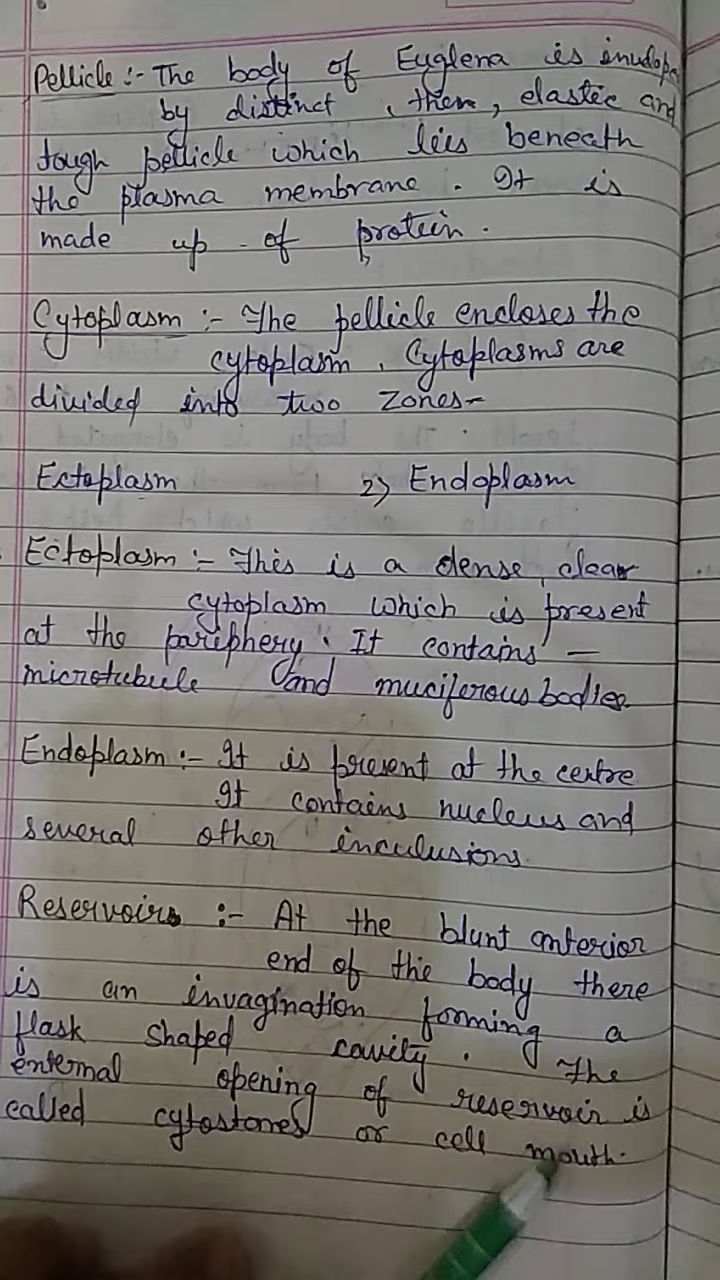 Pellicle :- The body of Euglena is inulope
by distinct , them, elastic and
tough pellicle which lies beneath
the plasma membrane. It is
made up of protein.
Cytoplasm :- The pellicle encloses the
cytoplasm. Cytoplasms are
divided into two zones-
Ectoplasm 2) Endoplasm
Ectoplasm :- This is a dense, clear
cytoplasm which is present
at the pariphery. It contains -
microtubule and muciferous bodies
Endoplasm :- It is present at the centre
It contains nucleus and
several other inculusions.
Reservoirs :- At the blunt anterior
end of the body there
is an invagination forming a
flask shaped cavity. The
external opening of reservoir is
called cytostomes or cell mouth.